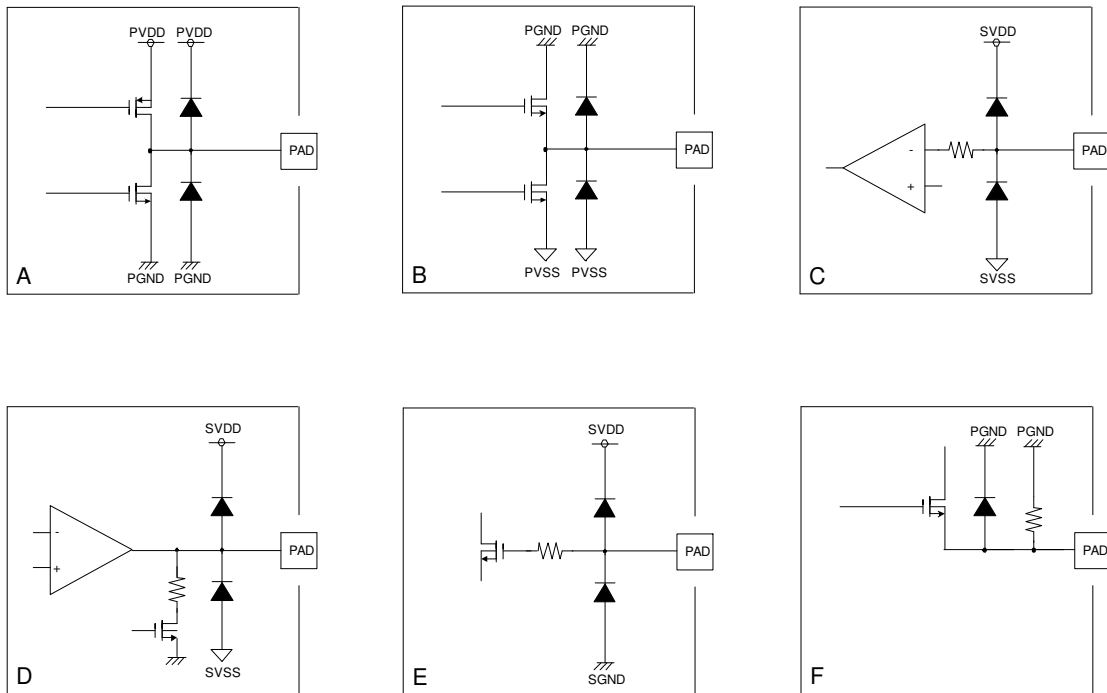 PVDD PVDD
PAD
PGND PGND
A
PGND PGND
PAD
PVSS PVSS
B
SVDD
-
+
PAD
SVSS
C
SVDD
-
+
PAD
SVSS
D
SVDD
PAD
SGND
E
PGND PGND
PAD
F